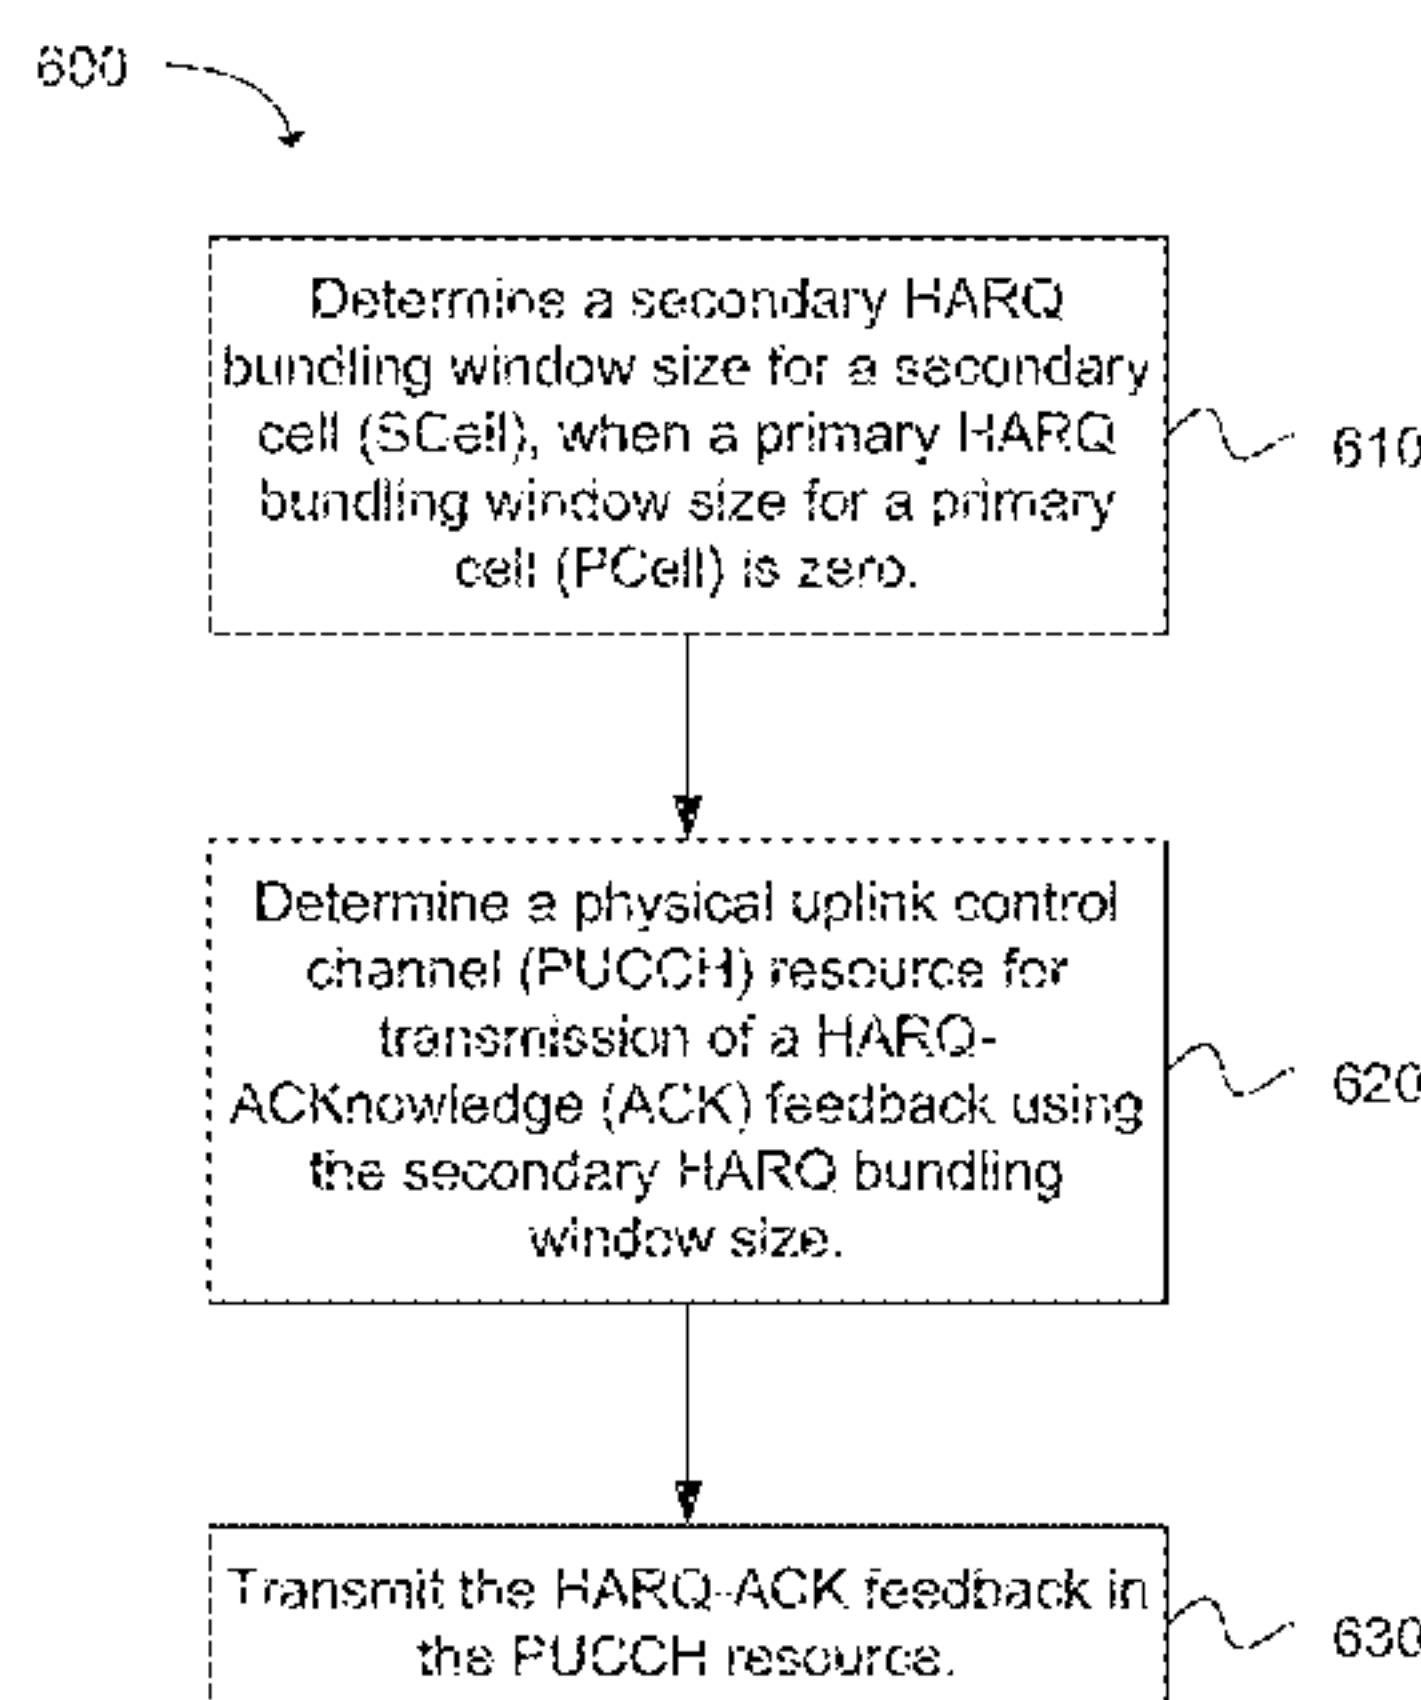 600
Determine a secondary HARQ
bundling window size for a secondary
cell (SCell), when a primary HARQ
bundling window size for a primary
cell (PCell) is zero.
610
Determine a physical uplink control
channel (PUCCH) resource for
transmission of a HARQ-
ACKnowledge (ACK) feedback using
the secondary HARQ bundling
window size.
620
Transmit the HARQ-ACK feedback in
the PUCCH resource.
630